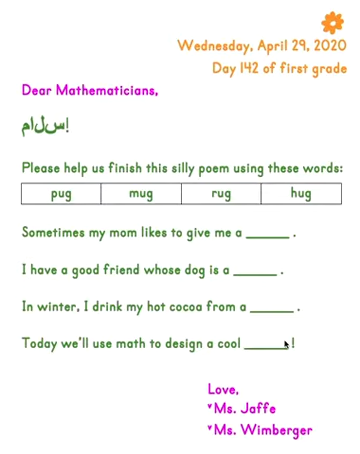 Wednesday, April 29, 2020
Day 142 of first grade
Dear Mathematicians,
سلام!
Please help us finish this silly poem using these words:
pug mug rug hug
Sometimes my mom likes to give me a ______ .
I have a good friend whose dog is a ______ .
In winter, I drink my hot cocoa from a ______ .
Today we'll use math to design a cool ______!
Love,
♥Ms. Jaffe
♥Ms. Wimberger